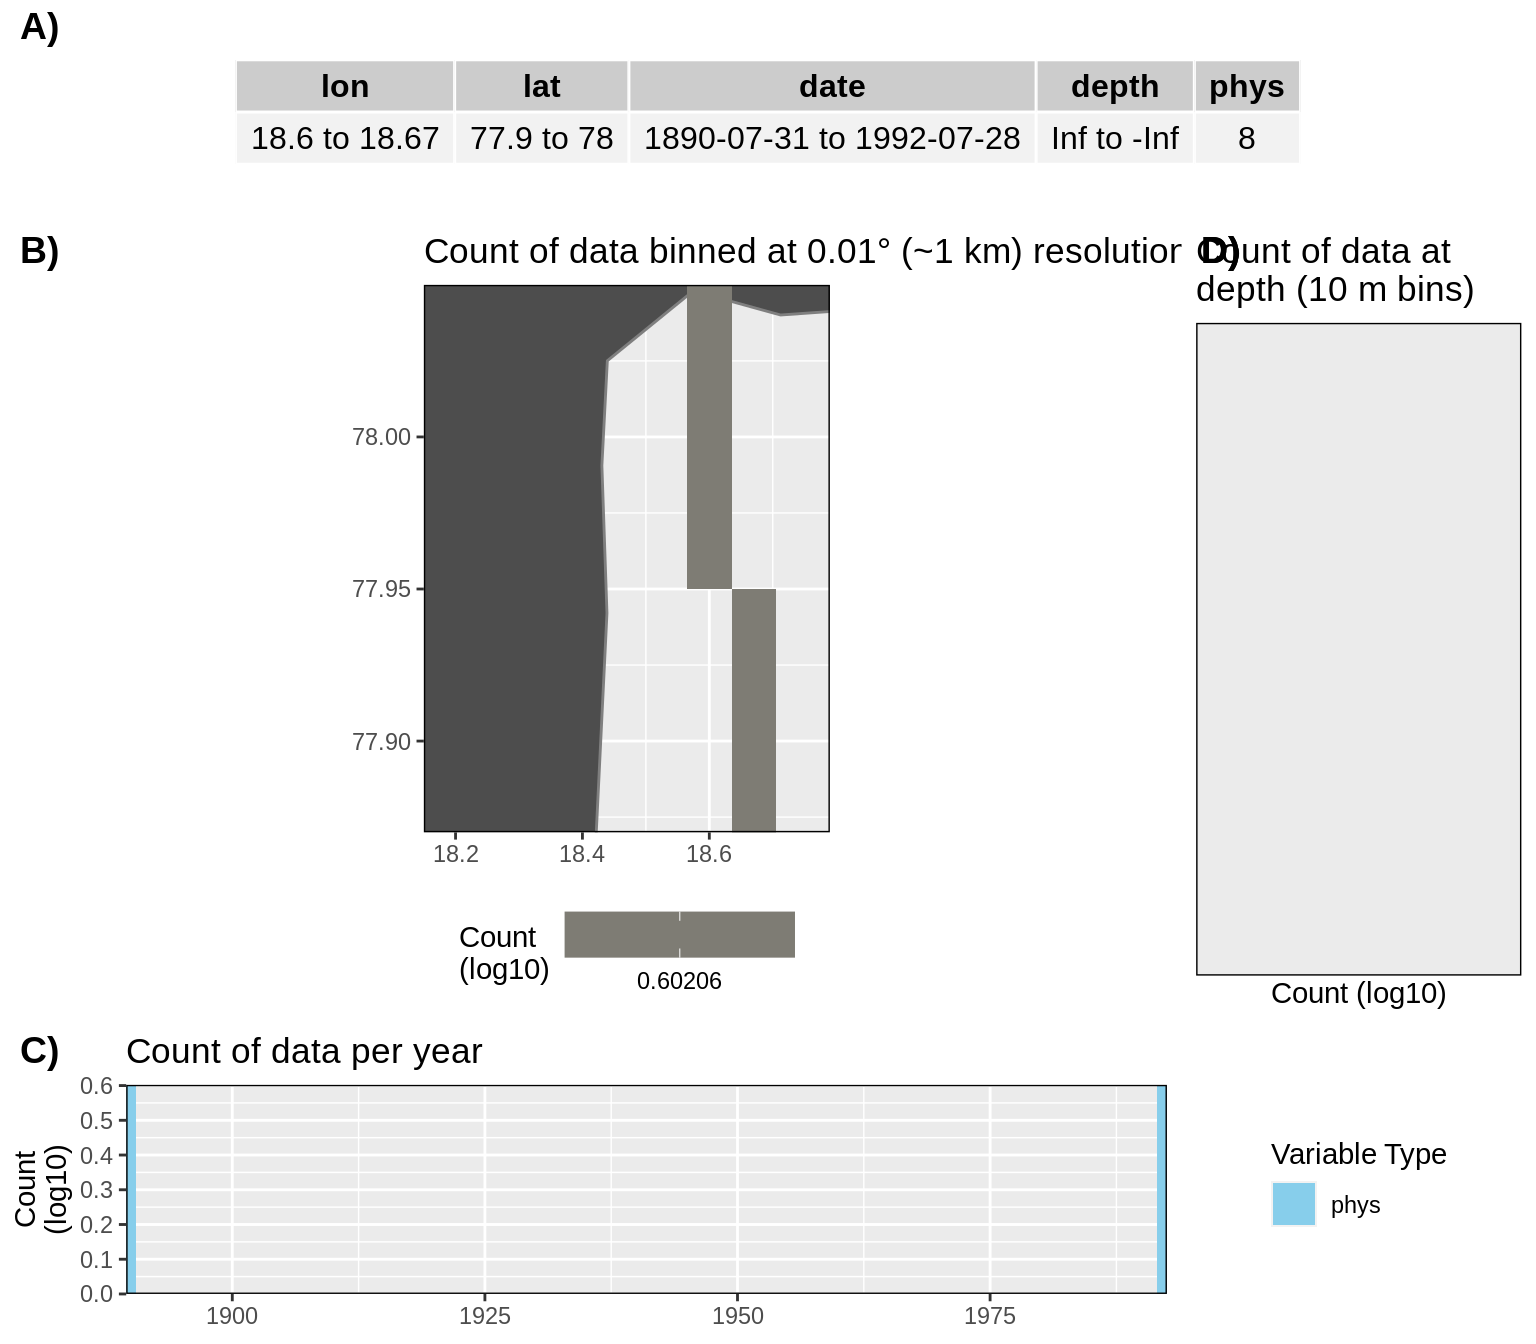 A)
lon lat date depth phys
18.6 to 18.67 77.9 to 78 1890-07-31 to 1992-07-28 Inf to -Inf 8
B)
Count of data binned at 0.01° (~1 km) resolution
78.00
77.95
77.90
18.2 18.4 18.6
Count
(log10)
0.60206
D)
Count of data at
depth (10 m bins)
Count (log10)
C)
Count of data per year
Count
(log10)
0.6
0.5
0.4
0.3
0.2
0.1
0.0
1900 1925 1950 1975
Variable Type
phys